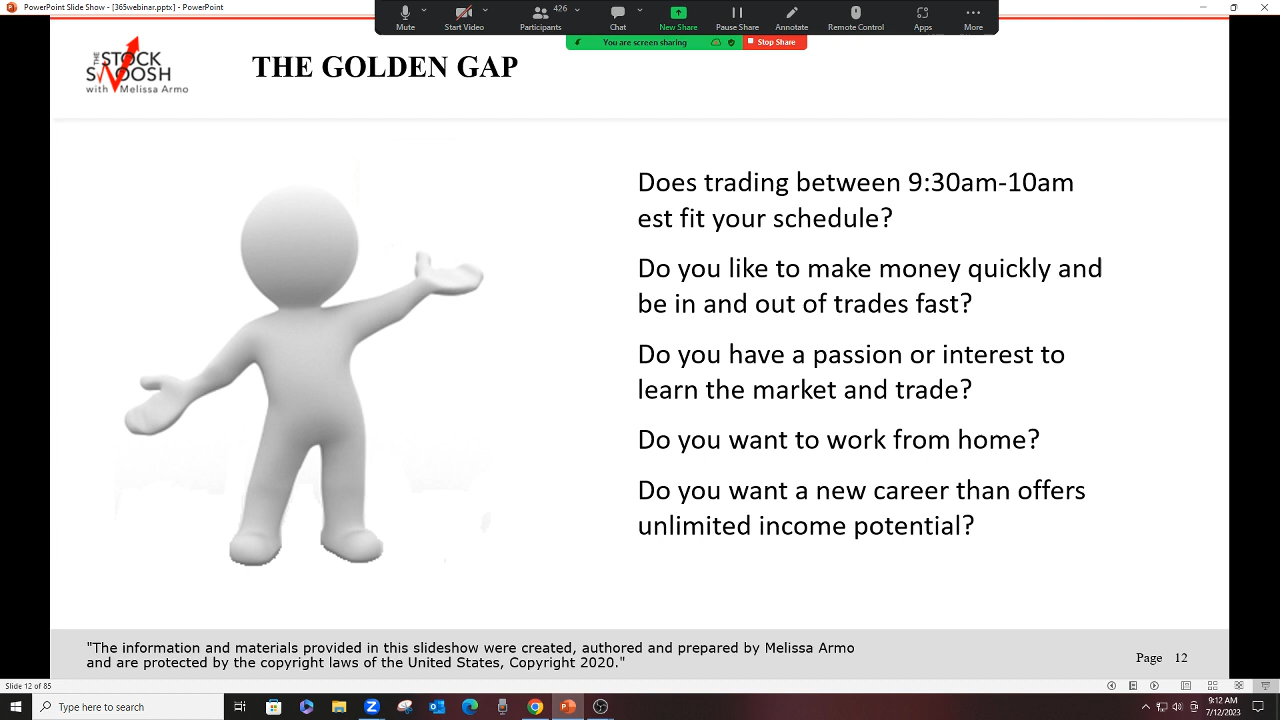 PowerPoint Slide Show - [365webinar.pptx] - PowerPoint
426
Mute
Start Video
Participants
Chat
New Share
Pause Share
Annotate
Remote Control
Apps
More
You are screen sharing
Stop Share
THE
STOCK
SWOOSH
with Melissa Armo
THE GOLDEN GAP
Does trading between 9:30am-10am
est fit your schedule?
Do you like to make money quickly and
be in and out of trades fast?
Do you have a passion or interest to
learn the market and trade?
Do you want to work from home?
Do you want a new career than offers
unlimited income potential?
"The information and materials provided in this slideshow were created, authored and prepared by Melissa Armo
and are protected by the copyright laws of the United States, Copyright 2020."
Page 12
Slide 12 of 85
Type here to search
9:12 AM
7/12/2023